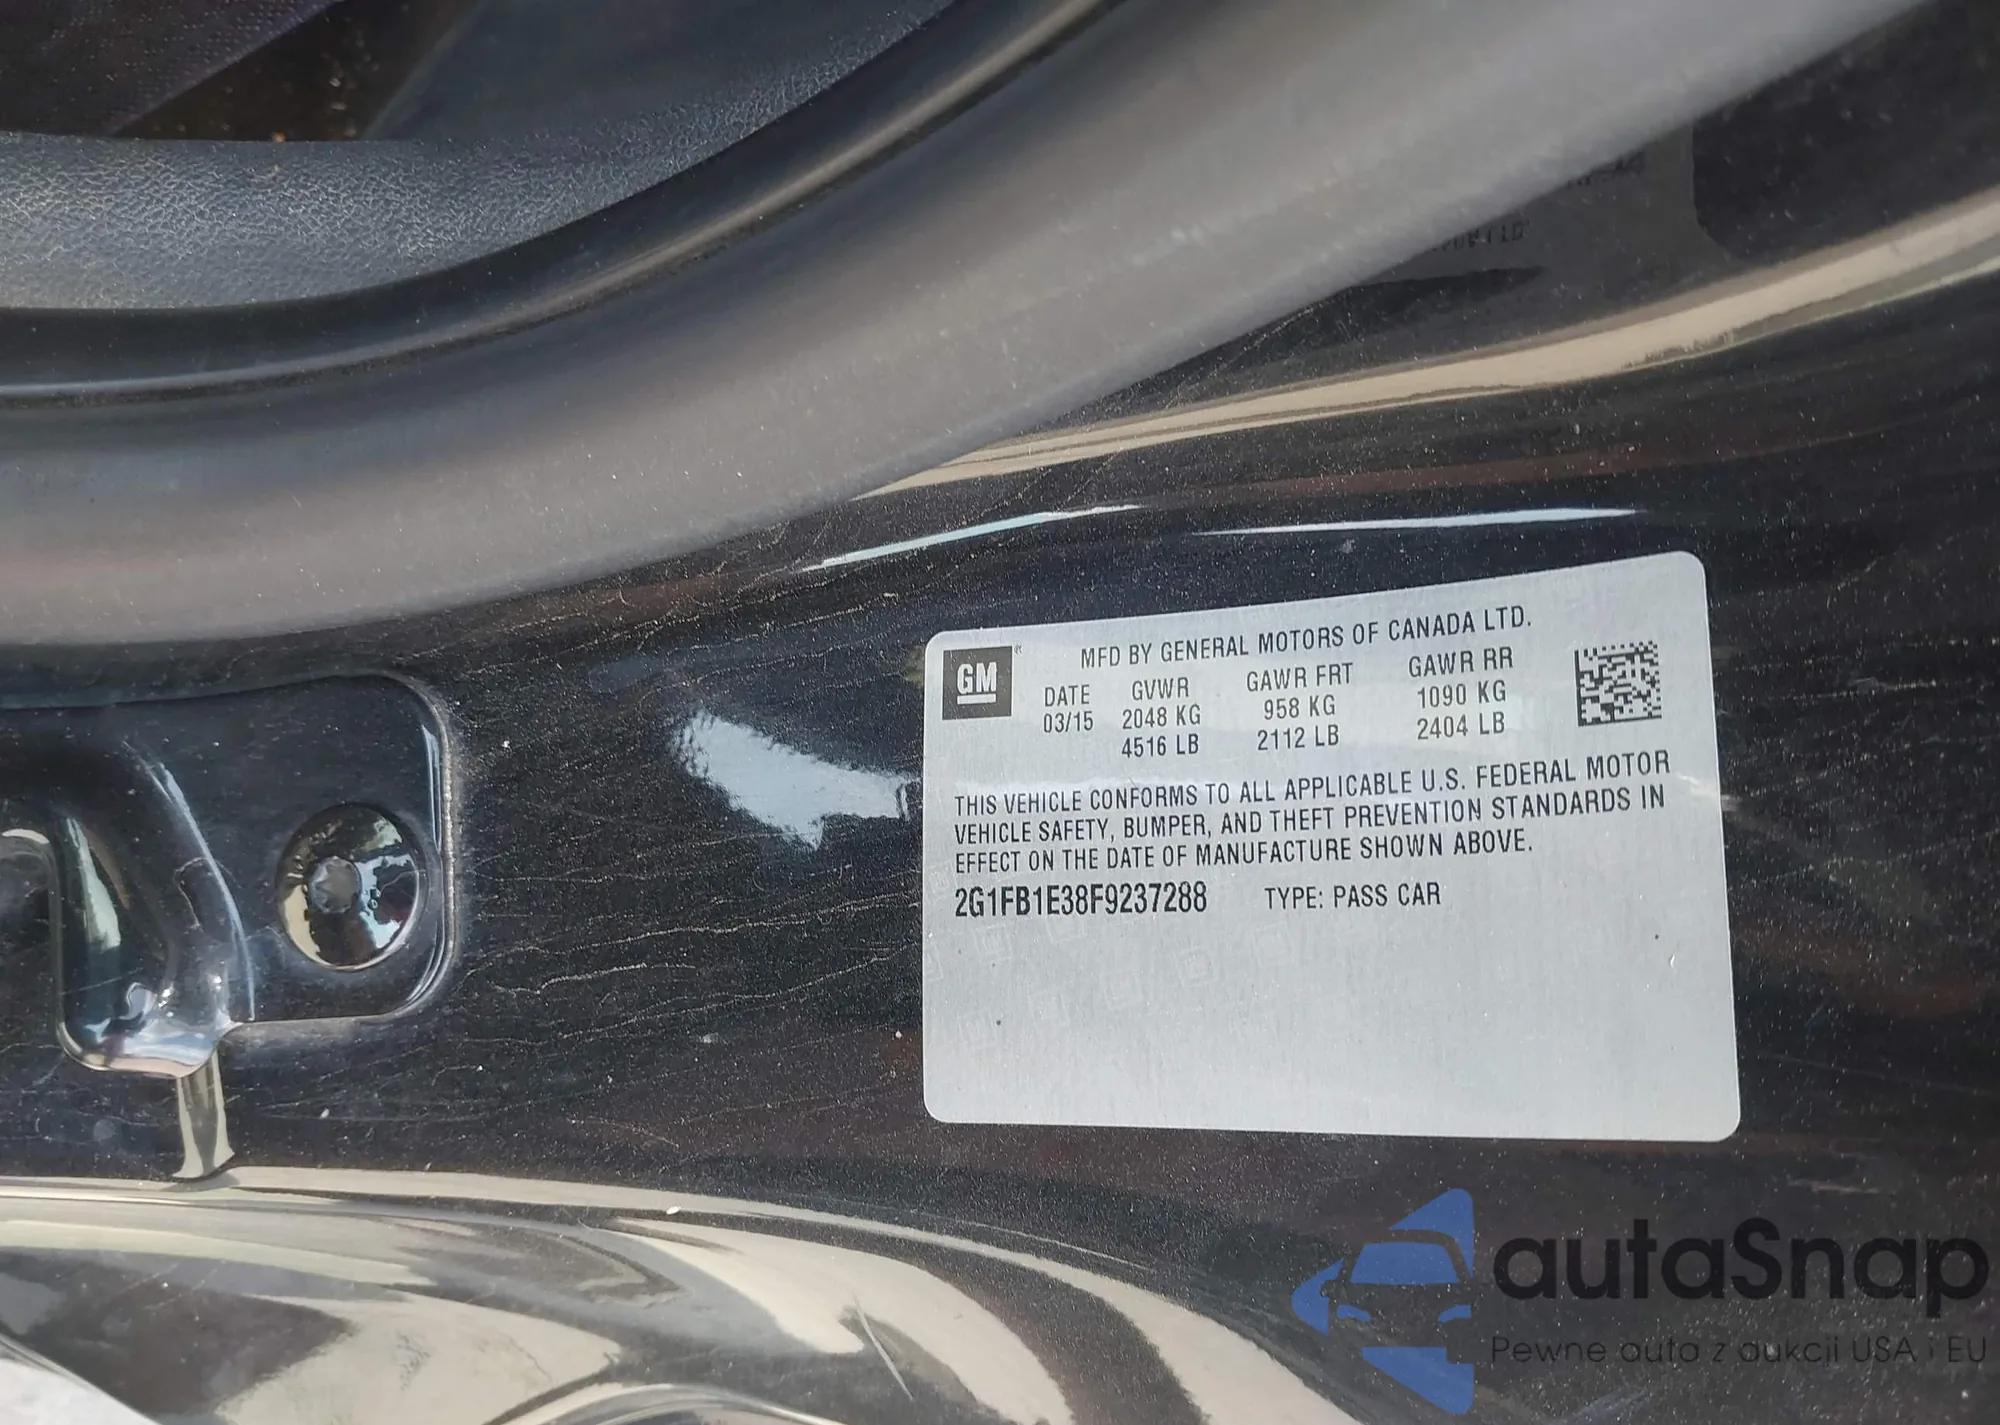 GM
MFD BY GENERAL MOTORS OF CANADA LTD.
DATE GVWR GAWR FRT GAWR RR
03/15 2048 KG 958 KG 1090 KG
4516 LB 2112 LB 2404 LB
THIS VEHICLE CONFORMS TO ALL APPLICABLE U.S. FEDERAL MOTOR
VEHICLE SAFETY, BUMPER, AND THEFT PREVENTION STANDARDS IN
EFFECT ON THE DATE OF MANUFACTURE SHOWN ABOVE.
2G1FB1E38F9237288 TYPE: PASS CAR
autaSnap
Pewne auta z aukcji USA i EU